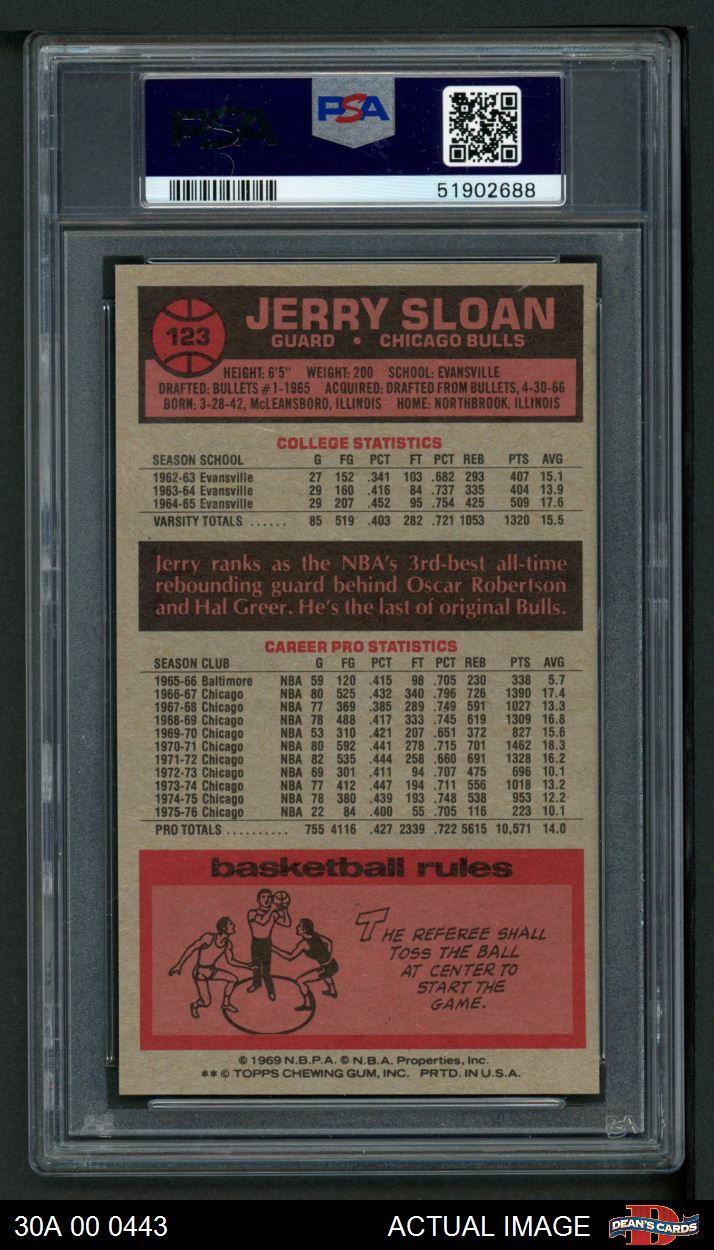 PSA PSA
51902688
123
JERRY SLOAN
GUARD • CHICAGO BULLS
HEIGHT: 6'5" WEIGHT: 200 SCHOOL: EVANSVILLE
DRAFTED: BULLETS #1-1965 ACQUIRED: DRAFTED FROM BULLETS, 4-30-66
BORN: 3-28-42, McLEANSBORO, ILLINOIS HOME: NORTHBROOK, ILLINOIS
COLLEGE STATISTICS
SEASON SCHOOL G FG PCT FT PCT REB PTS AVG
1962-63 Evansville 27 152 .341 103 .682 293 407 15.1
1963-64 Evansville 29 160 .416 84 .737 335 404 13.9
1964-65 Evansville 29 207 .452 95 .754 425 509 17.6
VARSITY TOTALS ...... 85 519 .403 282 .721 1053 1320 15.5
Jerry ranks as the NBA's 3rd-best all-time
rebounding guard behind Oscar Robertson
and Hal Greer. He's the last of original Bulls.
CAREER PRO STATISTICS
SEASON CLUB G FG PCT FT PCT REB PTS AVG
1965-66 Baltimore NBA 59 120 .415 98 .705 230 338 5.7
1966-67 Chicago NBA 80 525 .432 340 .796 726 1390 17.4
1967-68 Chicago NBA 77 369 .385 289 .749 591 1027 13.3
1968-69 Chicago NBA 78 488 .417 333 .745 619 1309 16.8
1969-70 Chicago NBA 53 310 .421 207 .651 372 827 15.6
1970-71 Chicago NBA 80 592 .441 278 .715 701 1462 18.3
1971-72 Chicago NBA 82 535 .444 258 .660 691 1328 16.2
1972-73 Chicago NBA 69 301 .411 94 .707 475 696 10.1
1973-74 Chicago NBA 77 412 .447 194 .711 556 1018 13.2
1974-75 Chicago NBA 78 380 .439 193 .748 538 953 12.2
1975-76 Chicago NBA 22 84 .400 55 .705 116 223 10.1
PRO TOTALS .......... 755 4116 .427 2339 .722 5615 10,571 14.0
basketball rules
THE REFEREE SHALL
TOSS THE BALL
AT CENTER TO
START THE
GAME.
© 1969 N.B.P.A. © N.B.A. Properties, Inc.
** © TOPPS CHEWING GUM, INC. PRTD. IN U.S.A.
PSA
30A 00 0443 ACTUAL IMAGE DEAN'S CARDS